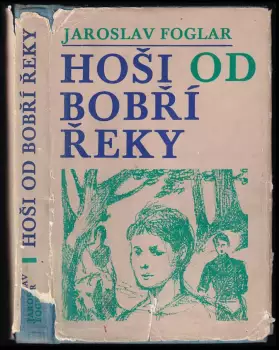 JAROSLAV FOGLAR
HOŠI OD
BOBŘÍ
ŘEKY
HOŠI OD BOBŘÍ ŘEKY